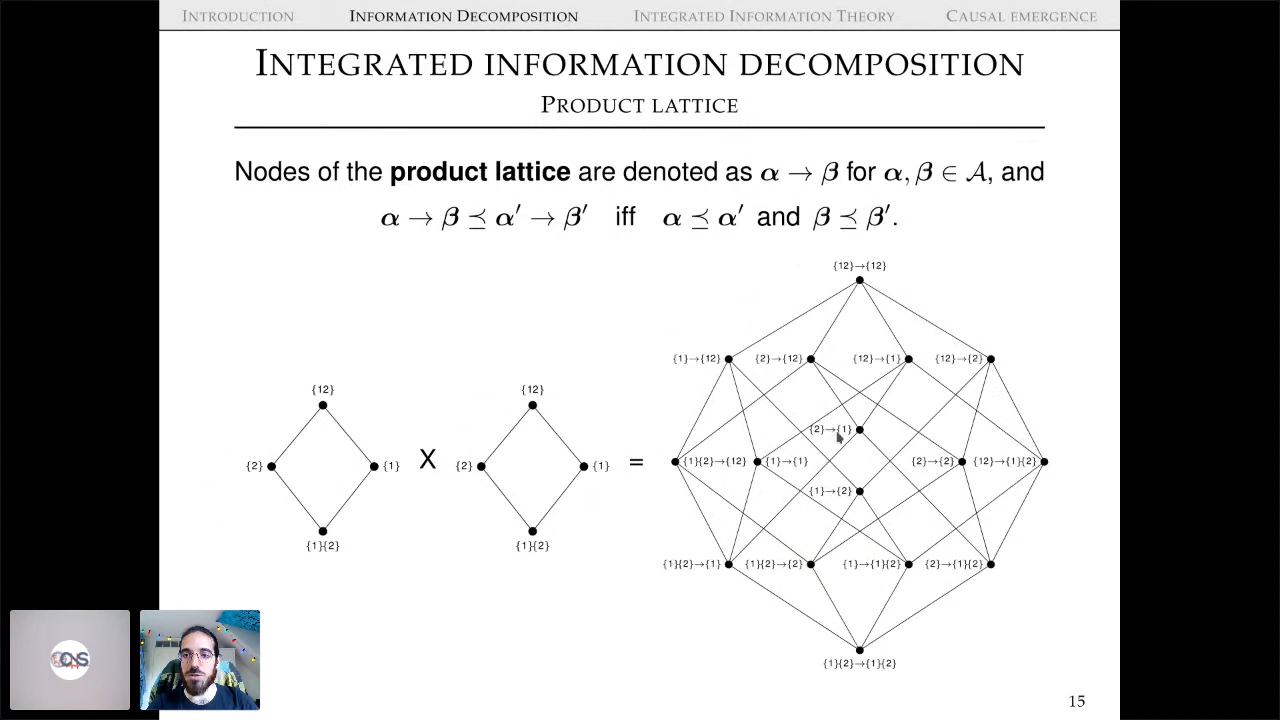 INTRODUCTION INFORMATION DECOMPOSITION INTEGRATED INFORMATION THEORY CAUSAL EMERGENCE
INTEGRATED INFORMATION DECOMPOSITION
PRODUCT LATTICE
Nodes of the product lattice are denoted as α → β for α, β ∈ 𝒜, and
α → β ⪯ α′ → β′ iff α ⪯ α′ and β ⪯ β′.
{12}→{12}
{1}→{12} {2}→{12} {12}→{1} {12}→{2}
{12} {12}
{2}→{1}
{2} {1} X {2} {1} = {1}{2}→{12} {1}→{1} {2}→{2} {12}→{1}{2}
{1}→{2}
{1}{2} {1}{2}
{1}{2}→{1} {1}{2}→{2} {1}→{1}{2} {2}→{1}{2}
{1}{2}→{1}{2}
15